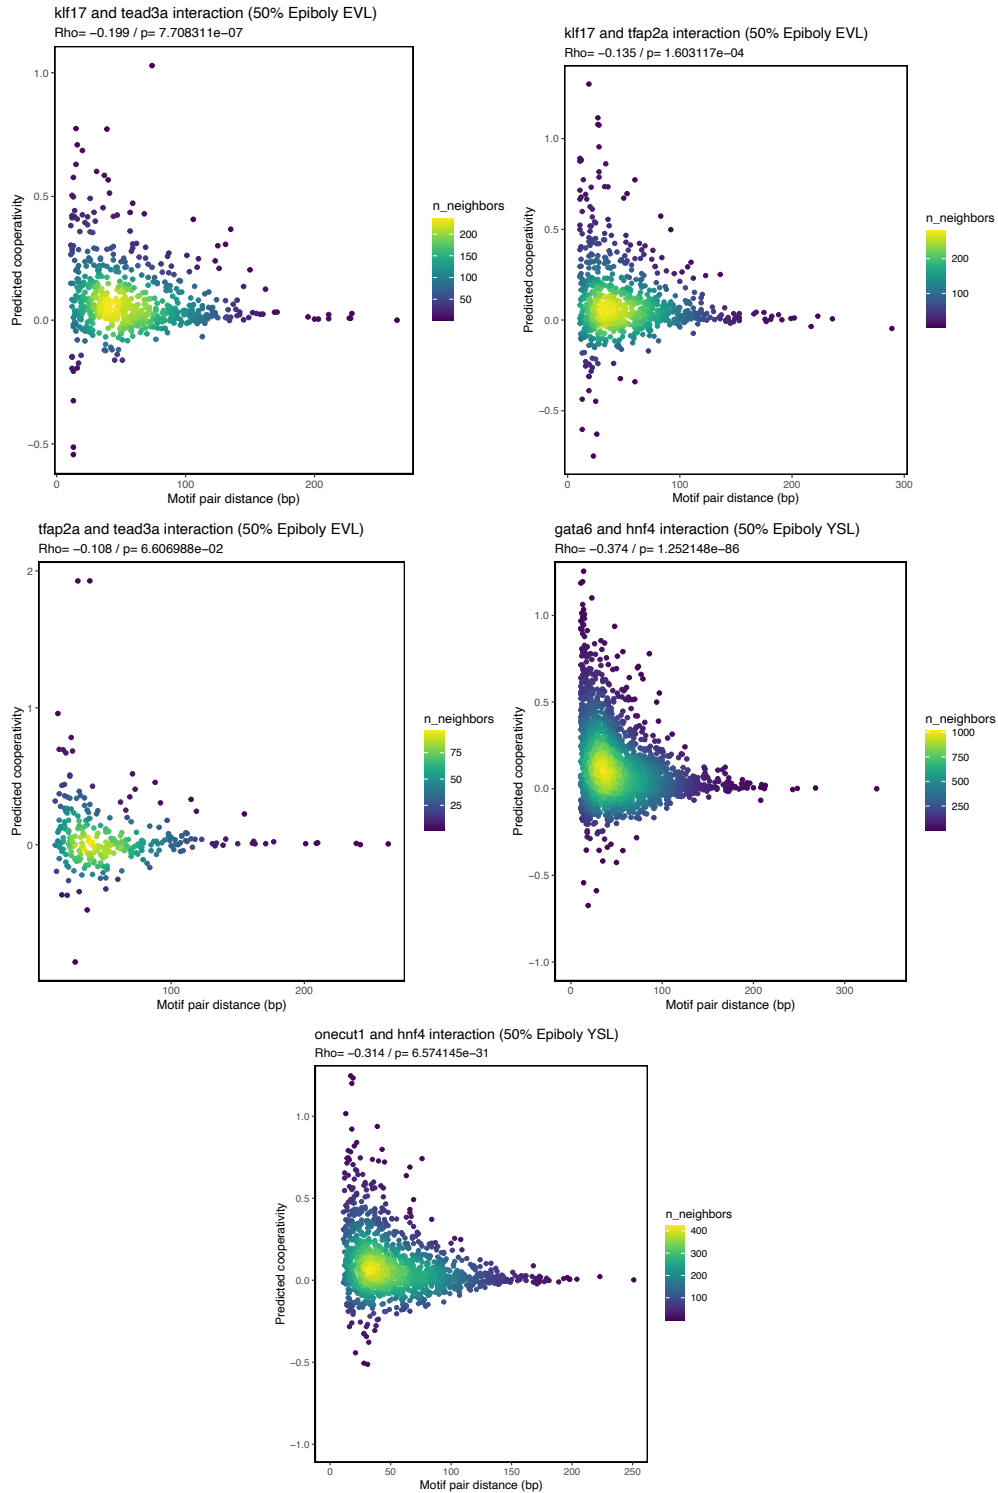 klf17 and tead3a interaction (50% Epiboly EVL)
Rho= −0.199 / p= 7.708311e−07
Predicted cooperativity
1.0
0.5
0.0
−0.5
0
100
200
Motif pair distance (bp)
n_neighbors
200
150
100
50
klf17 and tfap2a interaction (50% Epiboly EVL)
Rho= −0.135 / p= 1.603117e−04
Predicted cooperativity
1.0
0.5
0.0
−0.5
0
100
200
300
Motif pair distance (bp)
n_neighbors
200
100
tfap2a and tead3a interaction (50% Epiboly EVL)
Rho= −0.108 / p= 6.606988e−02
Predicted cooperativity
2
1
0
100
200
Motif pair distance (bp)
n_neighbors
75
50
25
gata6 and hnf4 interaction (50% Epiboly YSL)
Rho= −0.374 / p= 1.252148e−86
Predicted cooperativity
1.0
0.5
0.0
−0.5
−1.0
0
100
200
300
Motif pair distance (bp)
n_neighbors
1000
750
500
250
onecut1 and hnf4 interaction (50% Epiboly YSL)
Rho= −0.314 / p= 6.574145e−31
Predicted cooperativity
1.0
0.5
0.0
−0.5
−1.0
0
50
100
150
200
250
Motif pair distance (bp)
n_neighbors
400
300
200
100